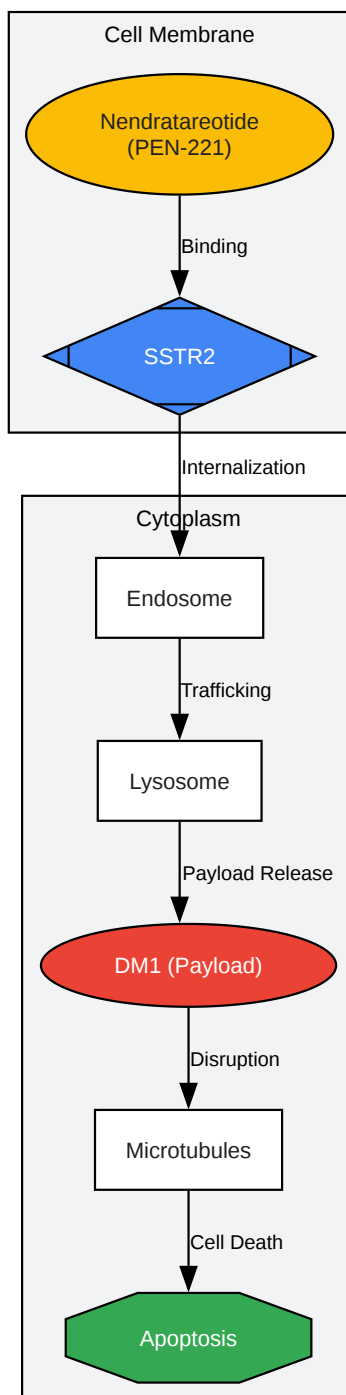 Cell Membrane
Nendratareotide
(PEN-221)
Binding
SSTR2
Internalization
Cytoplasm
Endosome
Trafficking
Lysosome
Payload Release
DM1 (Payload)
Disruption
Microtubules
Cell Death
Apoptosis